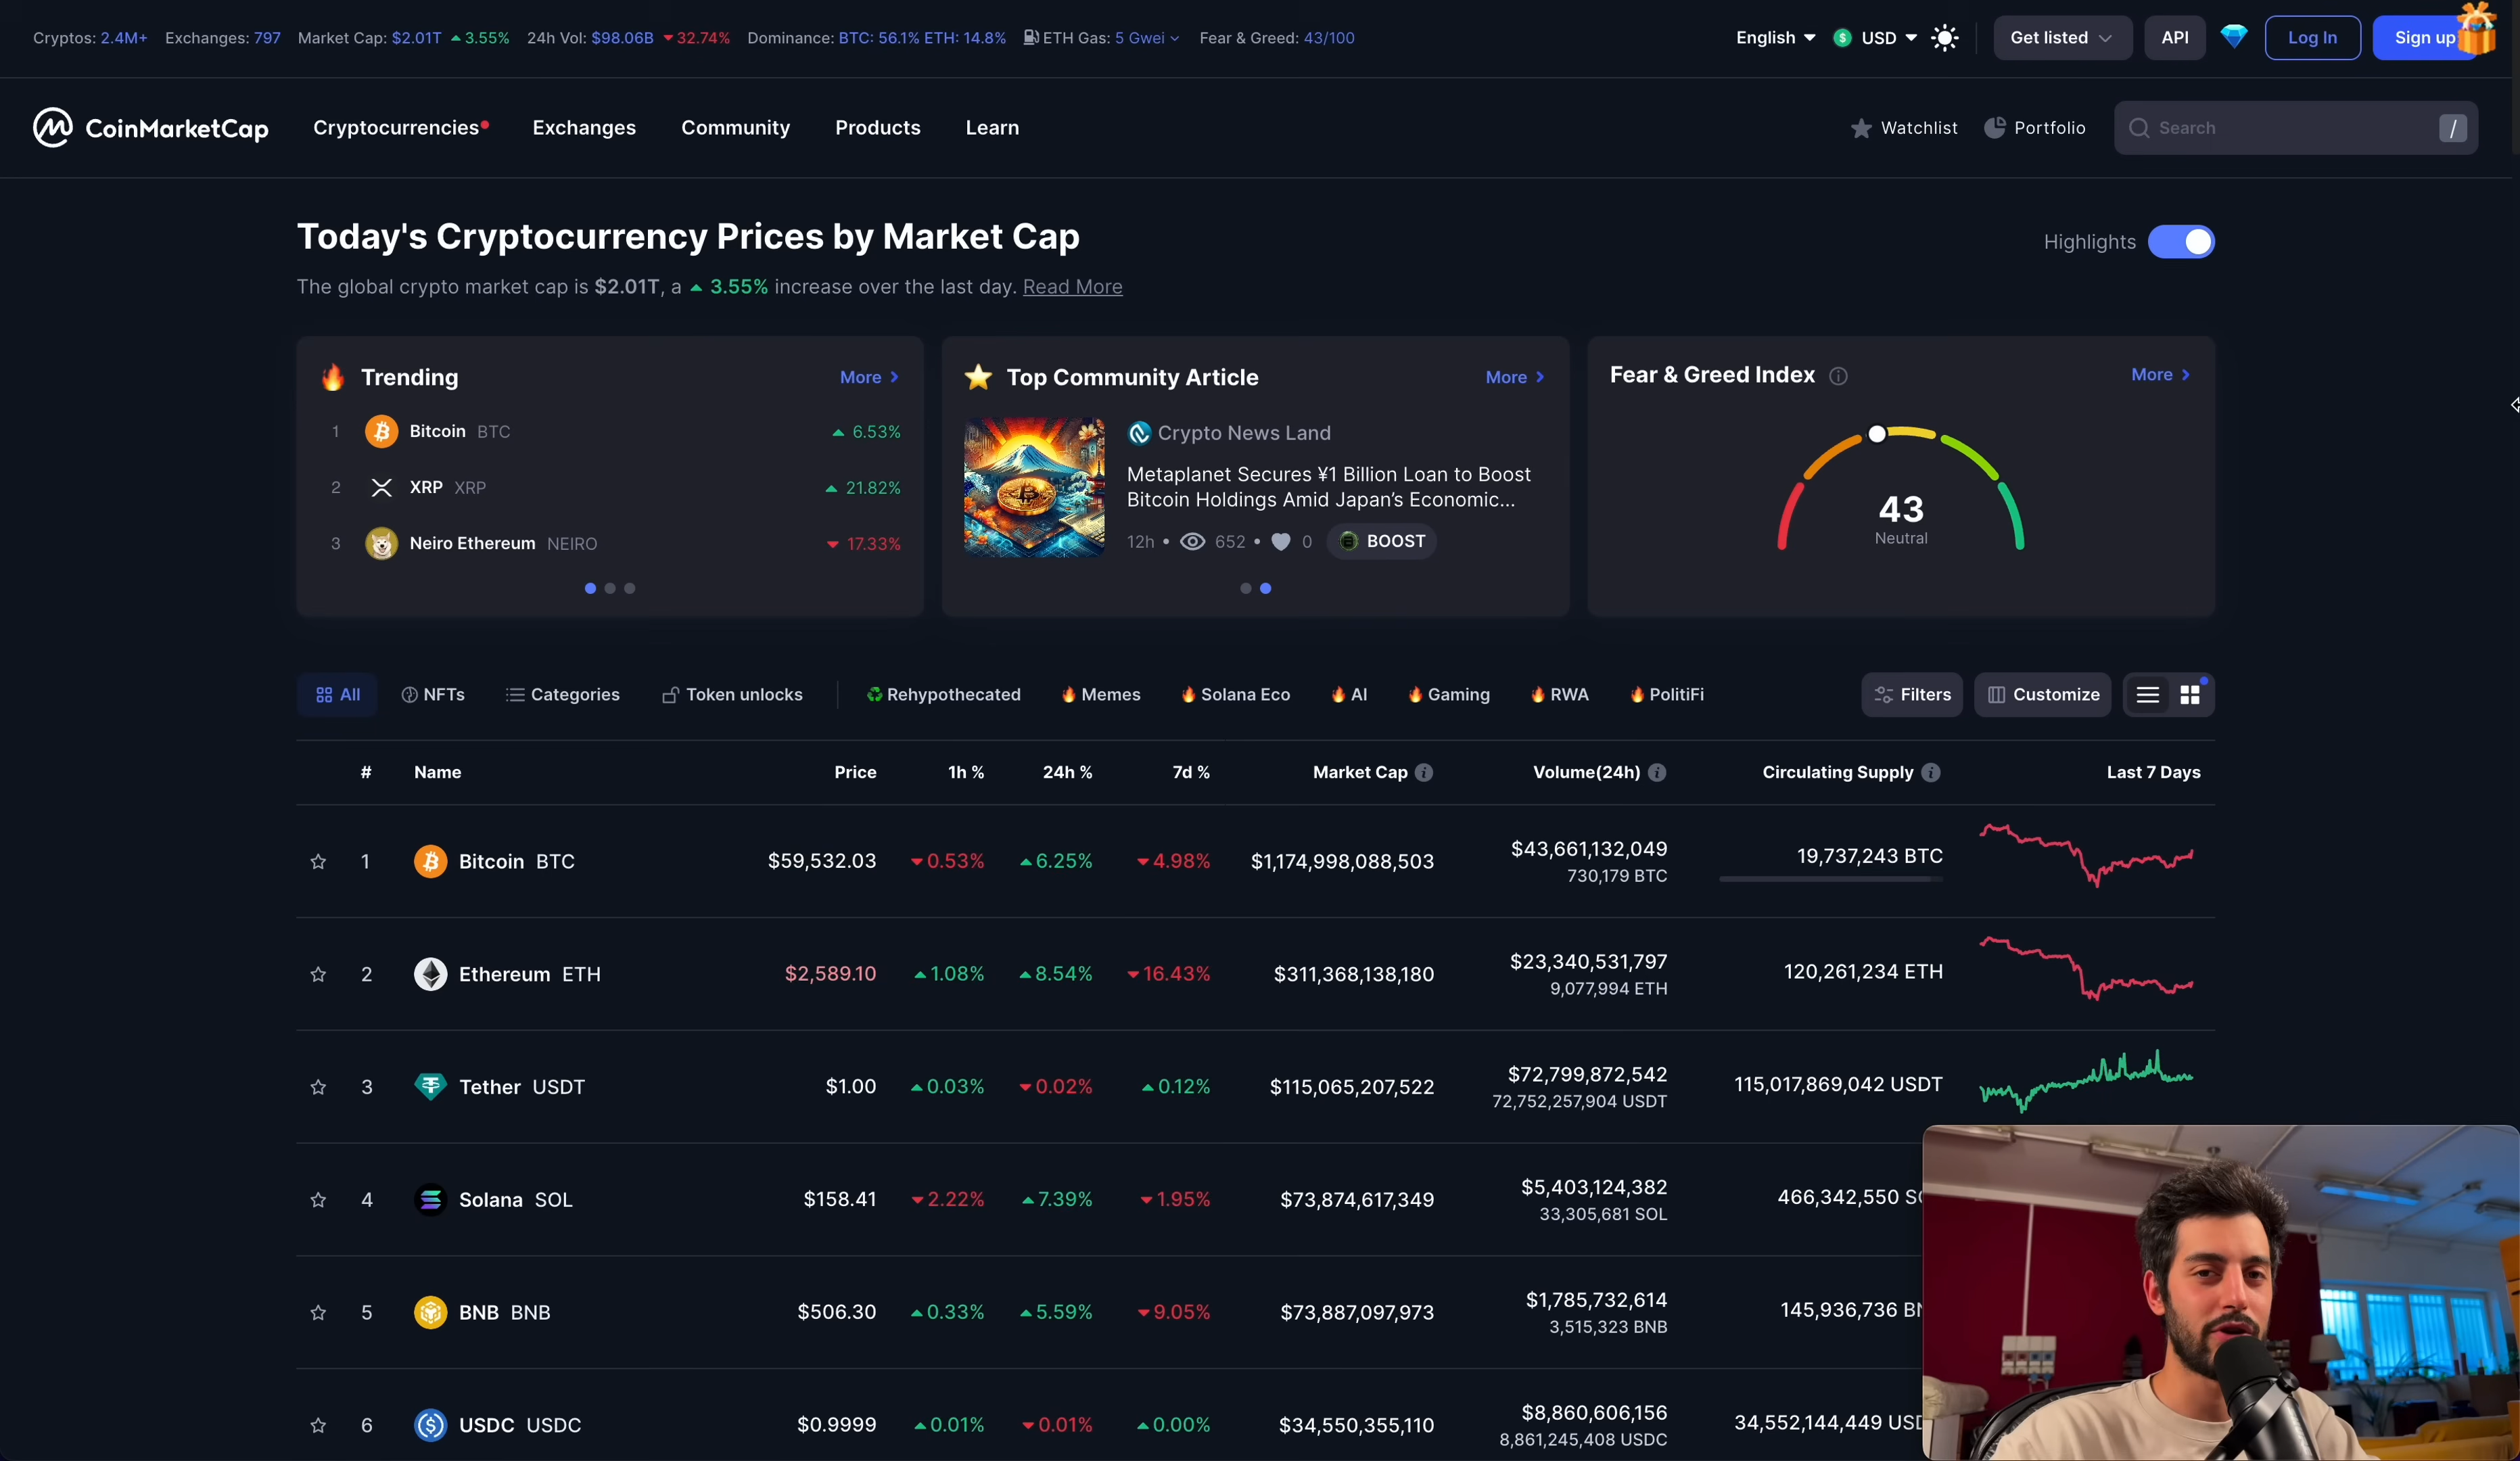 Cryptos: 2.4M+ Exchanges: 797 Market Cap: $2.01T 3.55% 24h Vol: $98.06B 32.74% Dominance: BTC: 56.1% ETH: 14.8% ETH Gas: 5 Gwei Fear & Greed: 43/100 English USD Get listed API Log In Sign up
CoinMarketCap Cryptocurrencies Exchanges Community Products Learn Watchlist Portfolio Search /
Today's Cryptocurrency Prices by Market Cap
Highlights
The global crypto market cap is $2.01T, a 3.55% increase over the last day. Read More
Trending More
1 Bitcoin BTC 6.53%
2 XRP XRP 21.82%
3 Neiro Ethereum NEIRO 17.33%
Top Community Article More
Crypto News Land
Metaplanet Secures ¥1 Billion Loan to Boost
Bitcoin Holdings Amid Japan's Economic...
12h • 652 • 0 BOOST
Fear & Greed Index More
43
Neutral
All NFTs Categories Token unlocks Rehypothecated Memes Solana Eco AI Gaming RWA PolitiFi Filters Customize
# Name Price 1h % 24h % 7d % Market Cap Volume(24h) Circulating Supply Last 7 Days
1 Bitcoin BTC $59,532.03 0.53% 6.25% 4.98% $1,174,998,088,503 $43,661,132,049 19,737,243 BTC
730,179 BTC
2 Ethereum ETH $2,589.10 1.08% 8.54% 16.43% $311,368,138,180 $23,340,531,797 120,261,234 ETH
9,077,994 ETH
3 Tether USDT $1.00 0.03% 0.02% 0.12% $115,065,207,522 $72,799,872,542 115,017,869,042 USDT
72,752,257,904 USDT
4 Solana SOL $158.41 2.22% 7.39% 1.95% $73,874,617,349 $5,403,124,382 466,342,550
33,305,681 SOL
5 BNB BNB $506.30 0.33% 5.59% 9.05% $73,887,097,973 $1,785,732,614 145,936,736
3,515,323 BNB
6 USDC USDC $0.9999 0.01% 0.01% 0.00% $34,550,355,110 $8,860,606,156 34,552,144,449
8,861,245,408 USDC